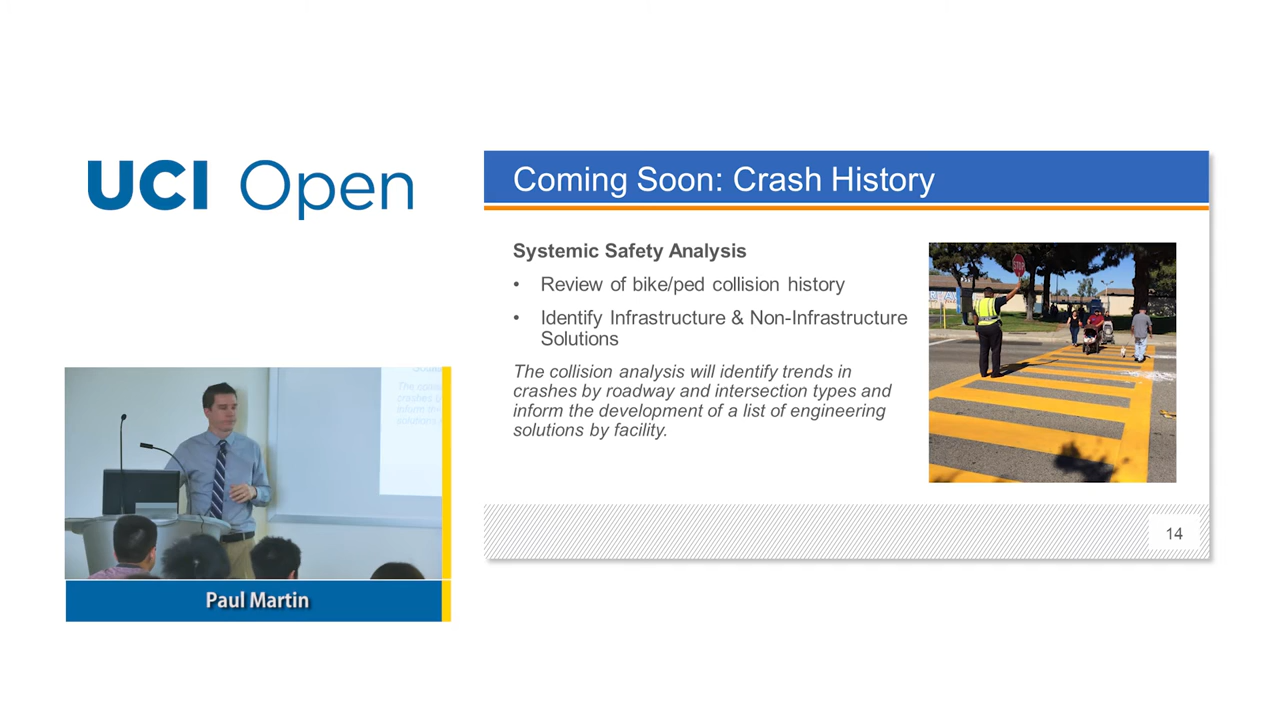 UCI Open
Coming Soon: Crash History
Systemic Safety Analysis
• Review of bike/ped collision history
• Identify Infrastructure & Non-Infrastructure
Solutions
The collision analysis will identify trends in
crashes by roadway and intersection types and
inform the development of a list of engineering
solutions by facility.
STOP
14
Paul Martin